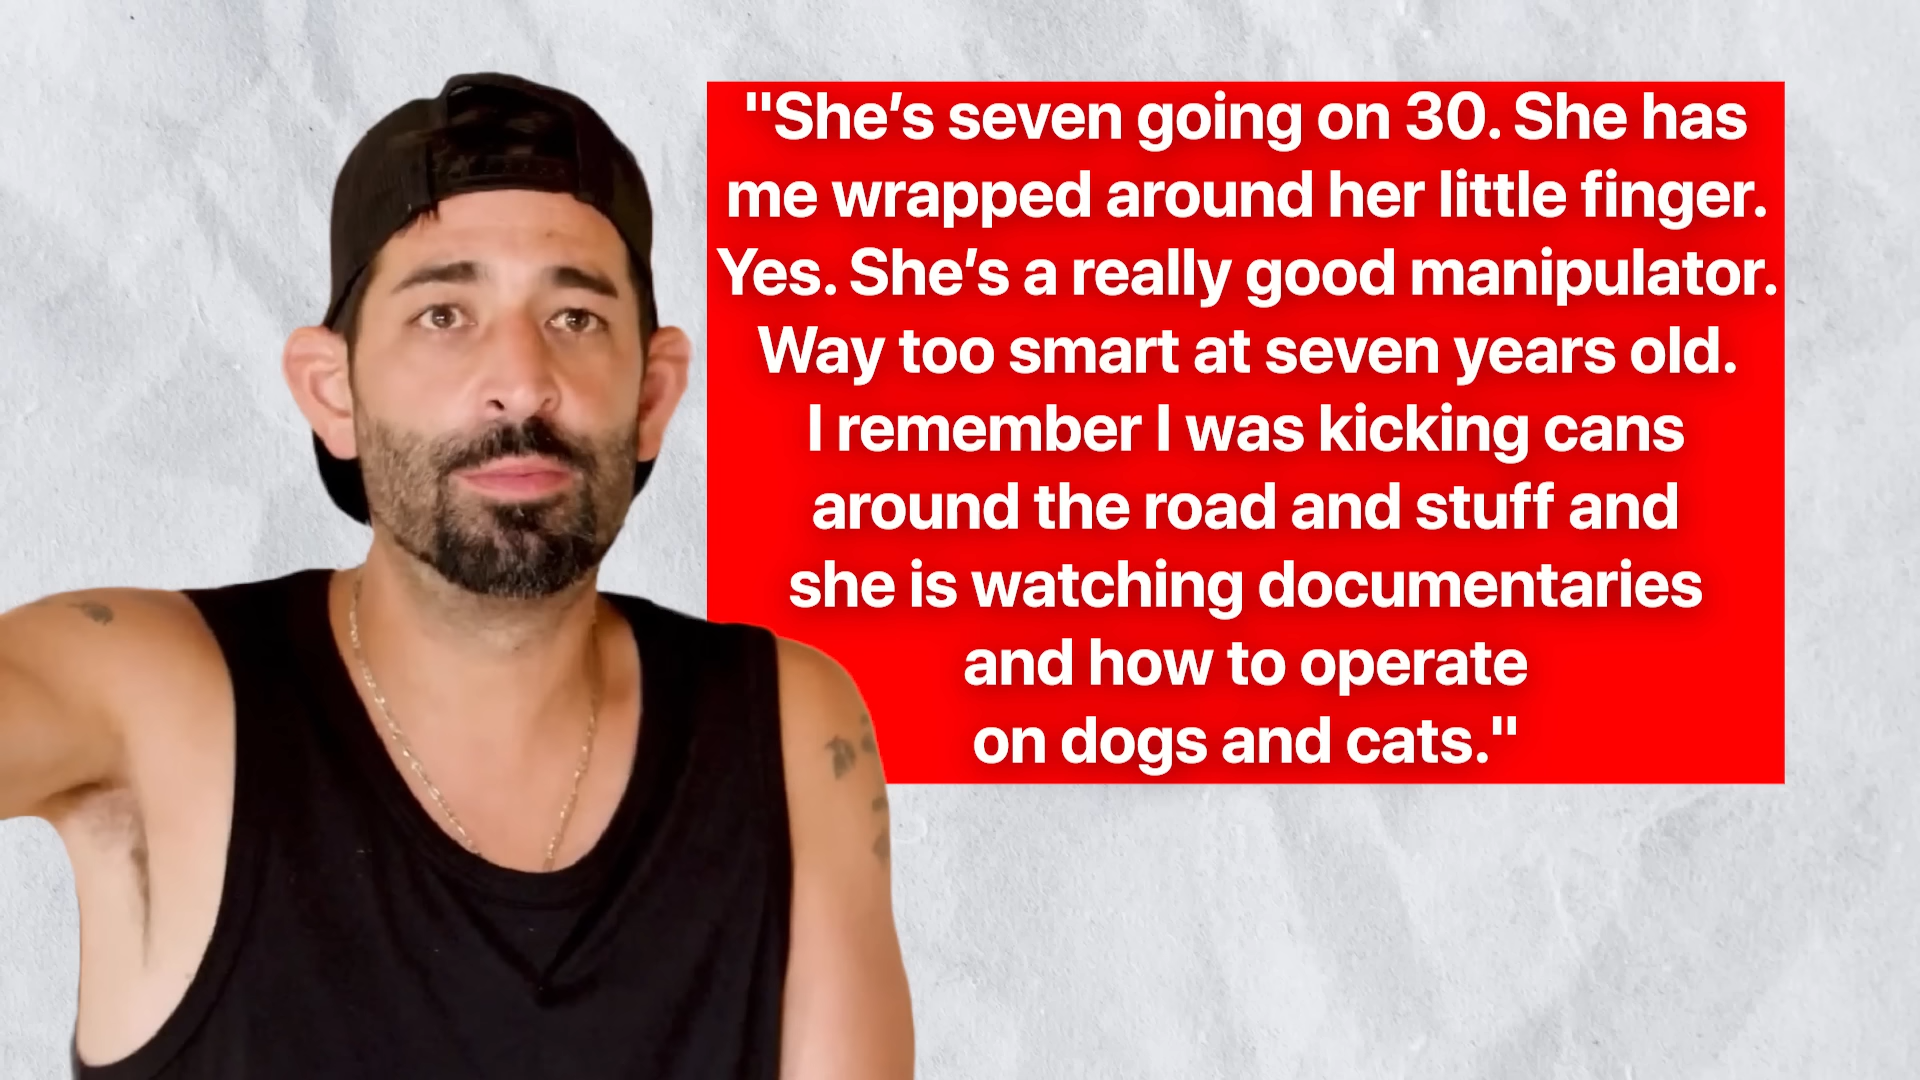 "She’s seven going on 30. She has
me wrapped around her little finger.
Yes. She’s a really good manipulator.
Way too smart at seven years old.
I remember I was kicking cans
around the road and stuff and
she is watching documentaries
and how to operate
on dogs and cats."